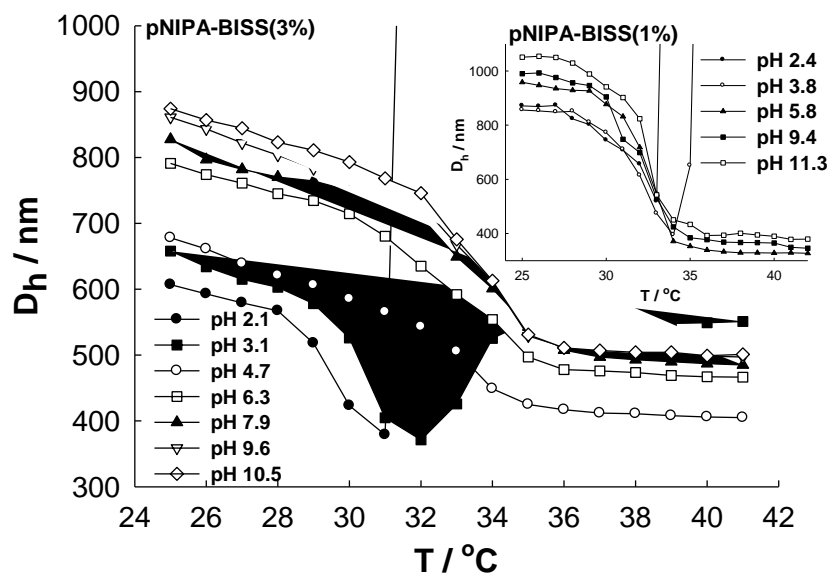 pNIPA-BISS(3%)
1000
900
800
700
600
500
400
300
D_h / nm
24 26 28 30 32 34 36 38 40 42
T / °C
pH 2.1
pH 3.1
pH 4.7
pH 6.3
pH 7.9
pH 9.6
pH 10.5
pNIPA-BISS(1%)
1000
800
600
400
D_h / nm
25 30 35 40
T / °C
pH 2.4
pH 3.8
pH 5.8
pH 9.4
pH 11.3